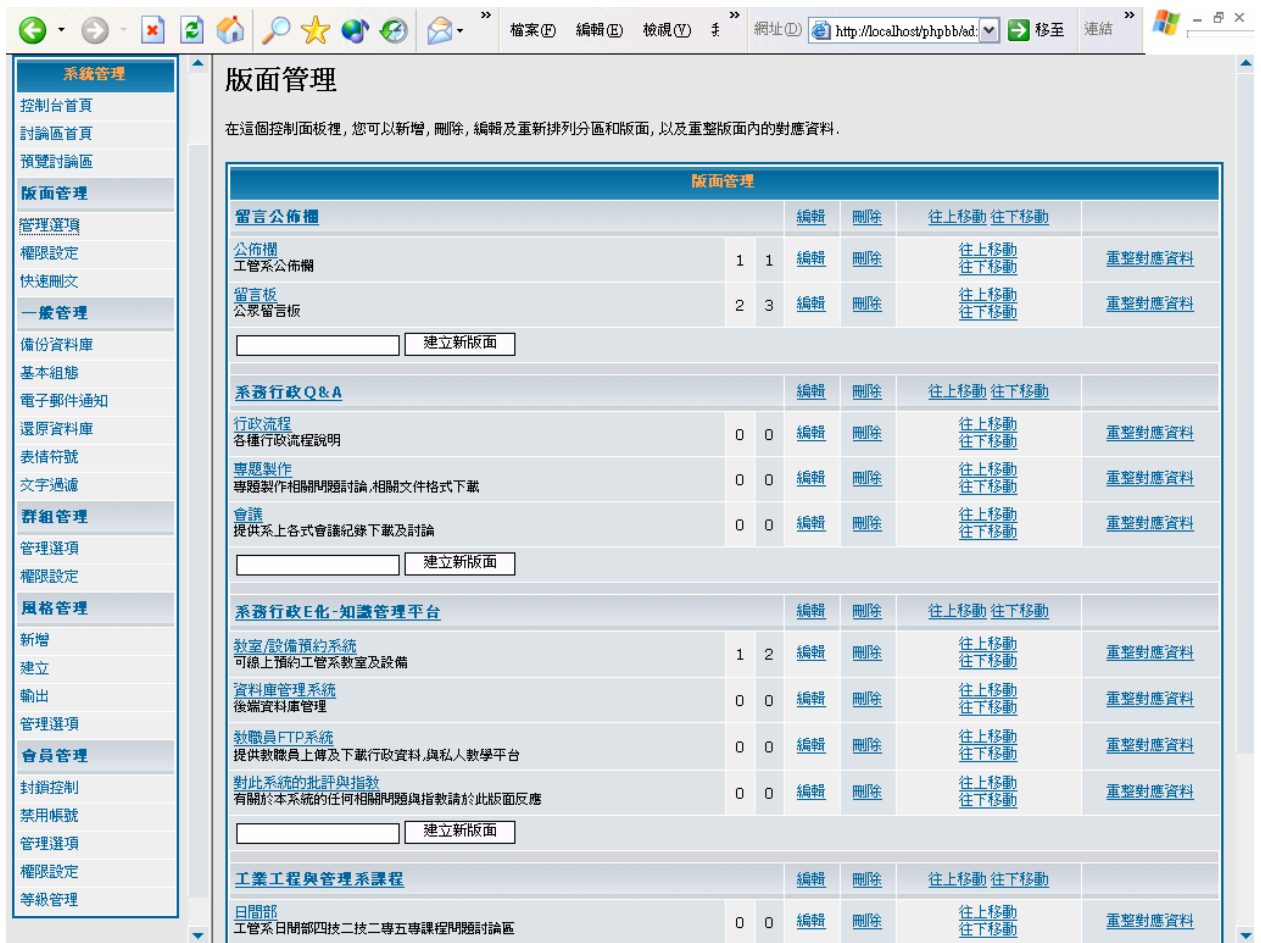 檔案(F) 編輯(E) 檢視(V) 網址(D) http://localhost/phpbb/ad: 移至 連結
系統管理
控制台首頁
討論區首頁
預覽討論區
版面管理
管理選項
權限設定
快速刪文
一般管理
備份資料庫
基本組態
電子郵件通知
還原資料庫
表情符號
文字過濾
群組管理
管理選項
權限設定
風格管理
新增
建立
輸出
管理選項
會員管理
封鎖控制
禁用帳號
管理選項
權限設定
等級管理
版面管理
在這個控制面板裡, 您可以新增, 刪除, 編輯及重新排列分區和版面, 以及重整版面內的對應資料.
版面管理
留言公佈欄 編輯 刪除 往上移動 往下移動
公佈欄
工管系公佈欄 1 1 編輯 刪除 往上移動
往下移動 重整對應資料
留言板
公眾留言板 2 3 編輯 刪除 往上移動
往下移動 重整對應資料
建立新版面
系務行政Q&A 編輯 刪除 往上移動 往下移動
行政流程
各種行政流程說明 0 0 編輯 刪除 往上移動
往下移動 重整對應資料
專題製作
專題製作相關問題討論,相關文件格式下載 0 0 編輯 刪除 往上移動
往下移動 重整對應資料
會議
提供系上各式會議紀錄下載及討論 0 0 編輯 刪除 往上移動
往下移動 重整對應資料
建立新版面
系務行政E化-知識管理平台 編輯 刪除 往上移動 往下移動
教室/設備預約系統
可線上預約工管系教室及設備 1 2 編輯 刪除 往上移動
往下移動 重整對應資料
資料庫管理系統
後端資料庫管理 0 0 編輯 刪除 往上移動
往下移動 重整對應資料
教職員FTP系統
提供教職員上傳及下載行政資料,與私人教學平台 0 0 編輯 刪除 往上移動
往下移動 重整對應資料
對此系統的批評與指教
有關於本系統的任何相關問題與指教請於此版面反應 0 0 編輯 刪除 往上移動
往下移動 重整對應資料
建立新版面
工業工程與管理系課程 編輯 刪除 往上移動 往下移動
日間部
工管系日間部四技二技二專五專課程問題討論區 0 0 編輯 刪除 往上移動
往下移動 重整對應資料